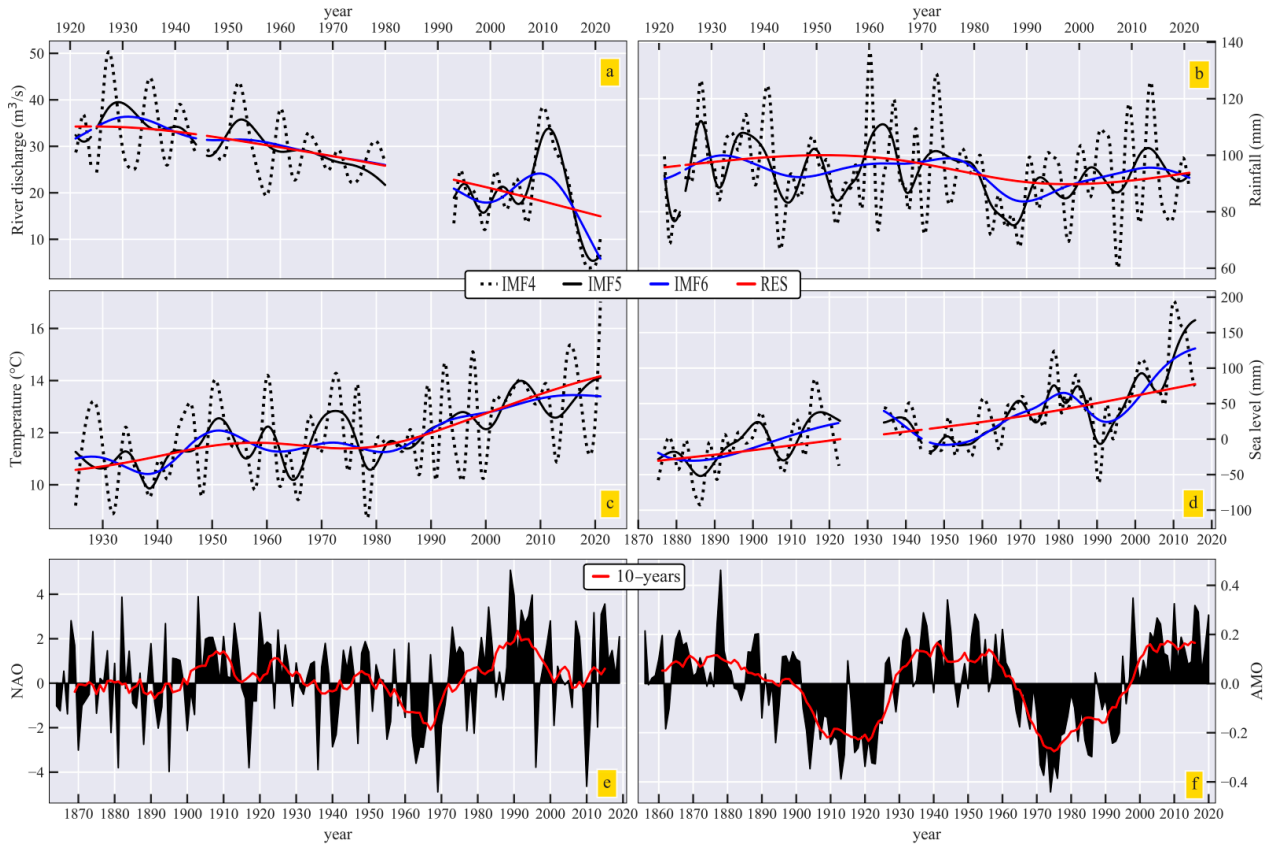 year
year
1920 1930 1940 1950 1960 1970 1980 1993 2001 2011 2021
1920 1930 1940 1950 1960 1970 1980 1990 2000 2010 2020
River discharge (m³/s)
50
40
30
20
10
a
b
140
120
100
80
60
Rainfall (mm)
IMF4 IMF5 IMF6 RES
Temperature (°C)
16
14
12
10
c
d
200
150
100
50
0
−50
−100
Sea level (mm)
1930 1940 1950 1960 1970 1980 1990 2000 2010 2020
1870 1880 1890 1900 1910 1920 1930 1940 1950 1960 1970 1980 1990 2000 2010 2020
10−years
NAO
4
2
0
−2
−4
e
f
0.4
0.2
0.0
−0.2
−0.4
AMO
1870 1880 1890 1900 1910 1920 1930 1940 1950 1960 1970 1980 1990 2000 2010 2020
1860 1870 1880 1890 1900 1910 1920 1930 1940 1950 1960 1970 1980 1990 2000 2010 2020
year
year